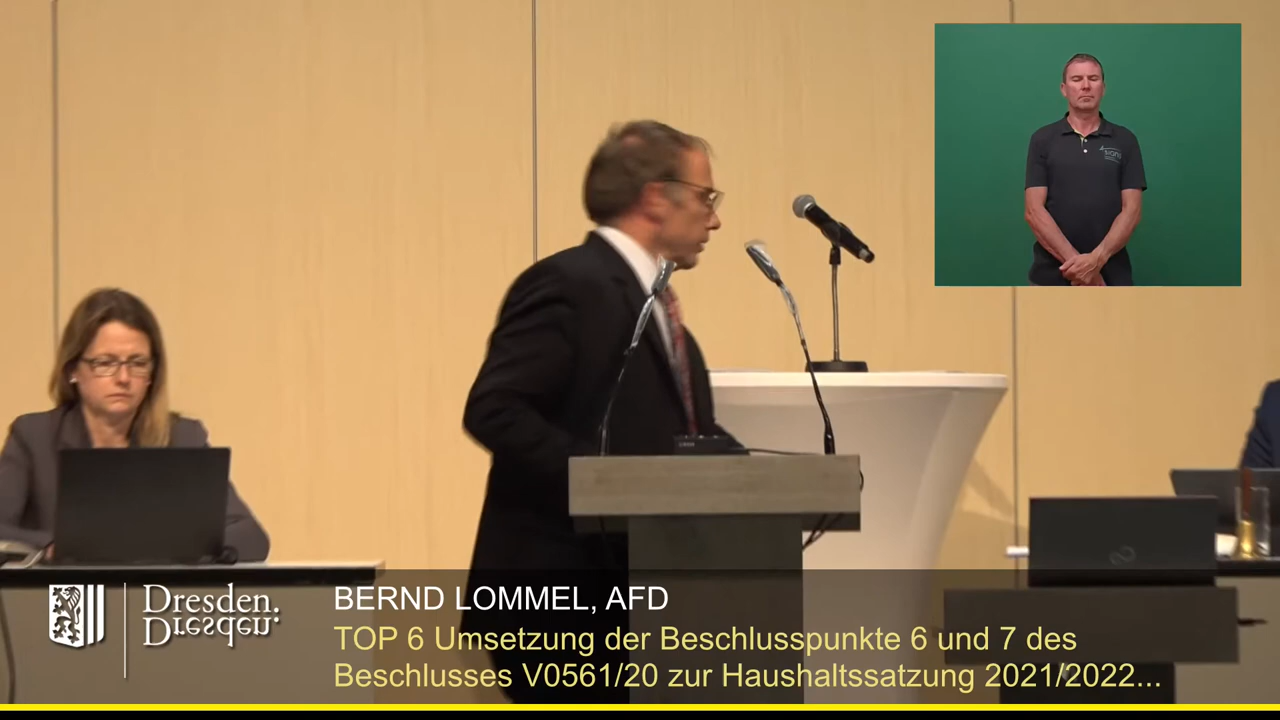 signs
Dresden.
Dresden.
BERND LOMMEL, AFD
TOP 6 Umsetzung der Beschlusspunkte 6 und 7 des
Beschlusses V0561/20 zur Haushaltssatzung 2021/2022...